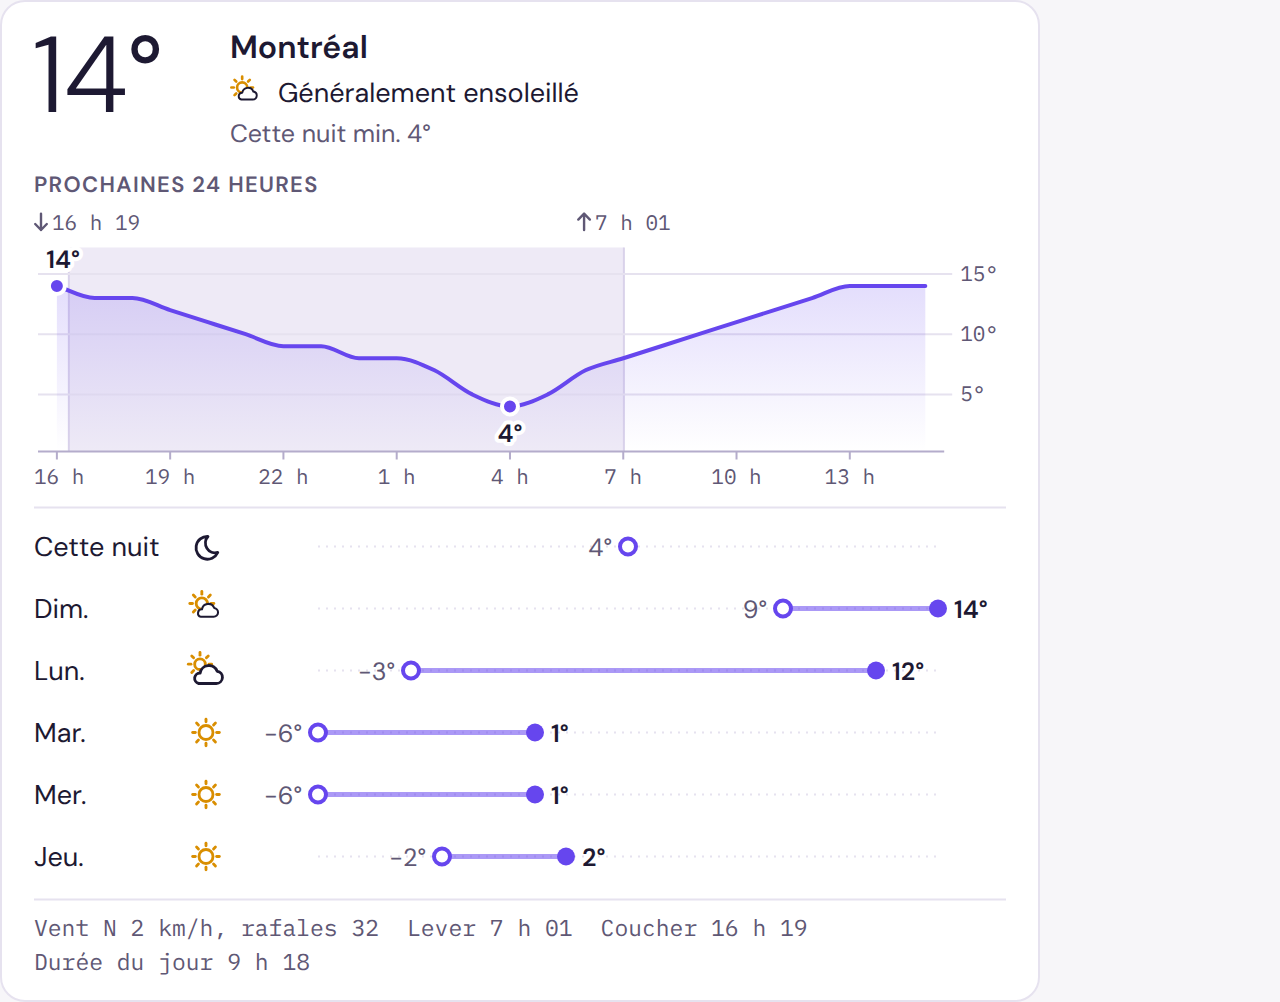 14°
Montréal
Généralement ensoleillé
Cette nuit min. 4°
PROCHAINES 24 HEURES
↓16 h 19 ↑7 h 01
14°
15°
10°
5°
4°
16 h 19 h 22 h 1 h 4 h 7 h 10 h 13 h
Cette nuit 4°
Dim. 9° 14°
Lun. −3° 12°
Mar. −6° 1°
Mer. −6° 1°
Jeu. −2° 2°
Vent N 2 km/h, rafales 32 Lever 7 h 01 Coucher 16 h 19
Durée du jour 9 h 18